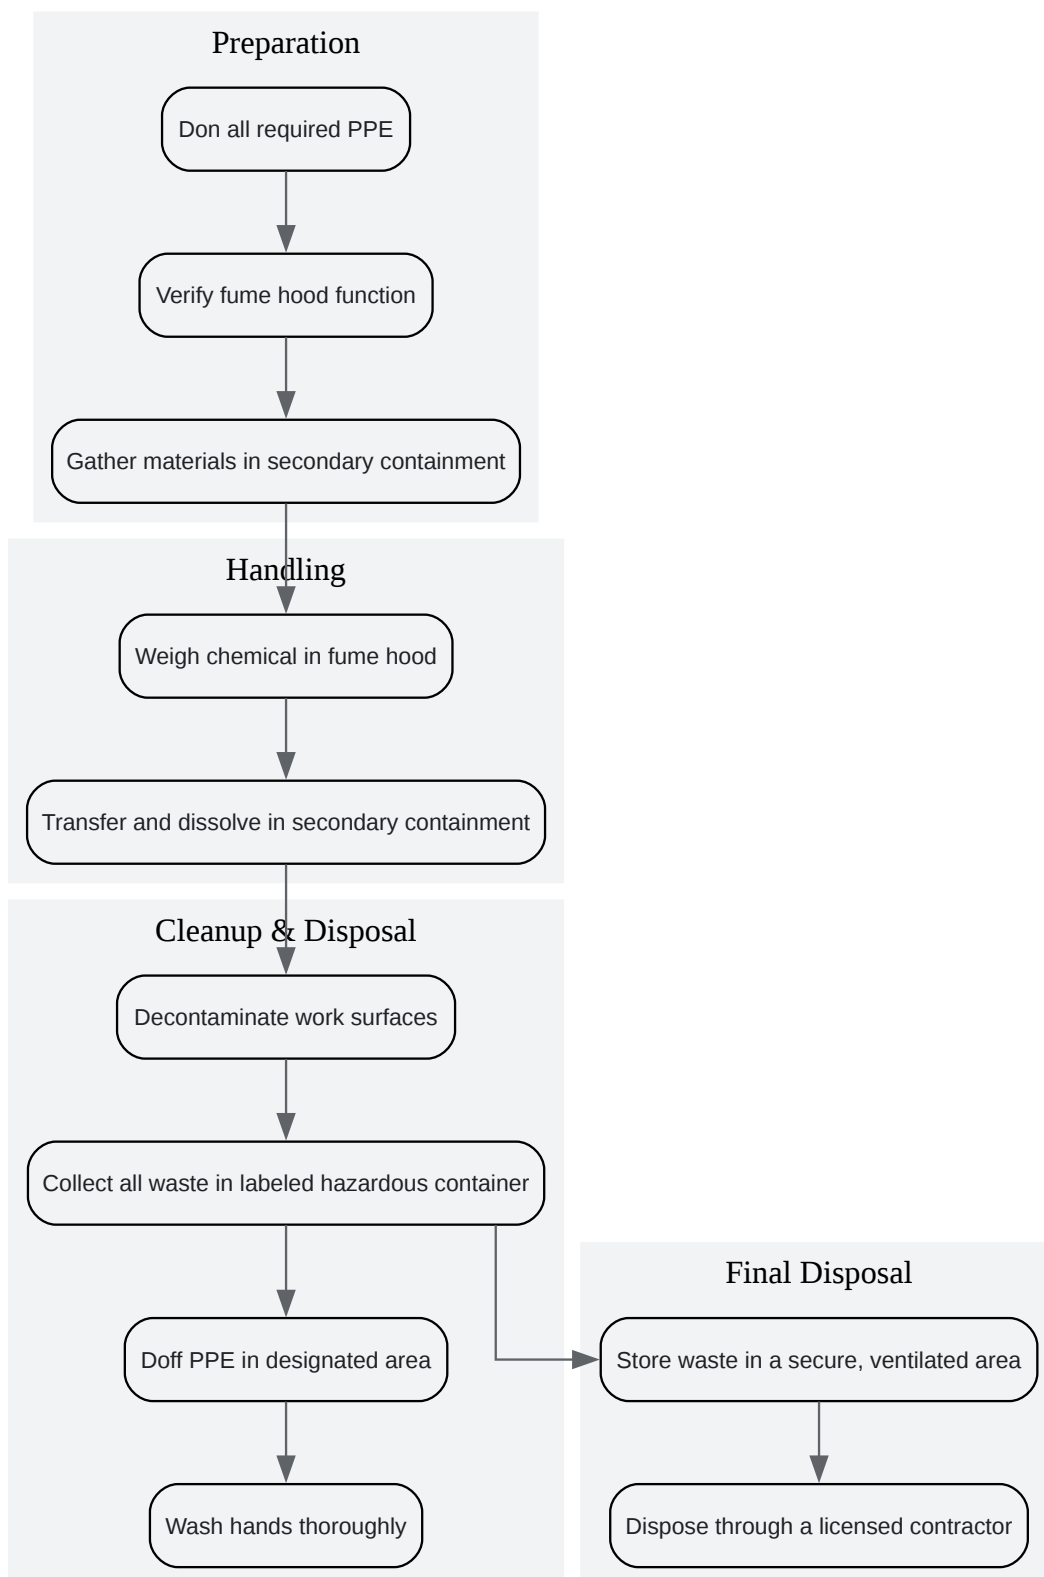 Preparation
Don all required PPE
Verify fume hood function
Gather materials in secondary containment
Handling
Weigh chemical in fume hood
Transfer and dissolve in secondary containment
Cleanup & Disposal
Decontaminate work surfaces
Collect all waste in labeled hazardous container
Doff PPE in designated area
Wash hands thoroughly
Final Disposal
Store waste in a secure, ventilated area
Dispose through a licensed contractor